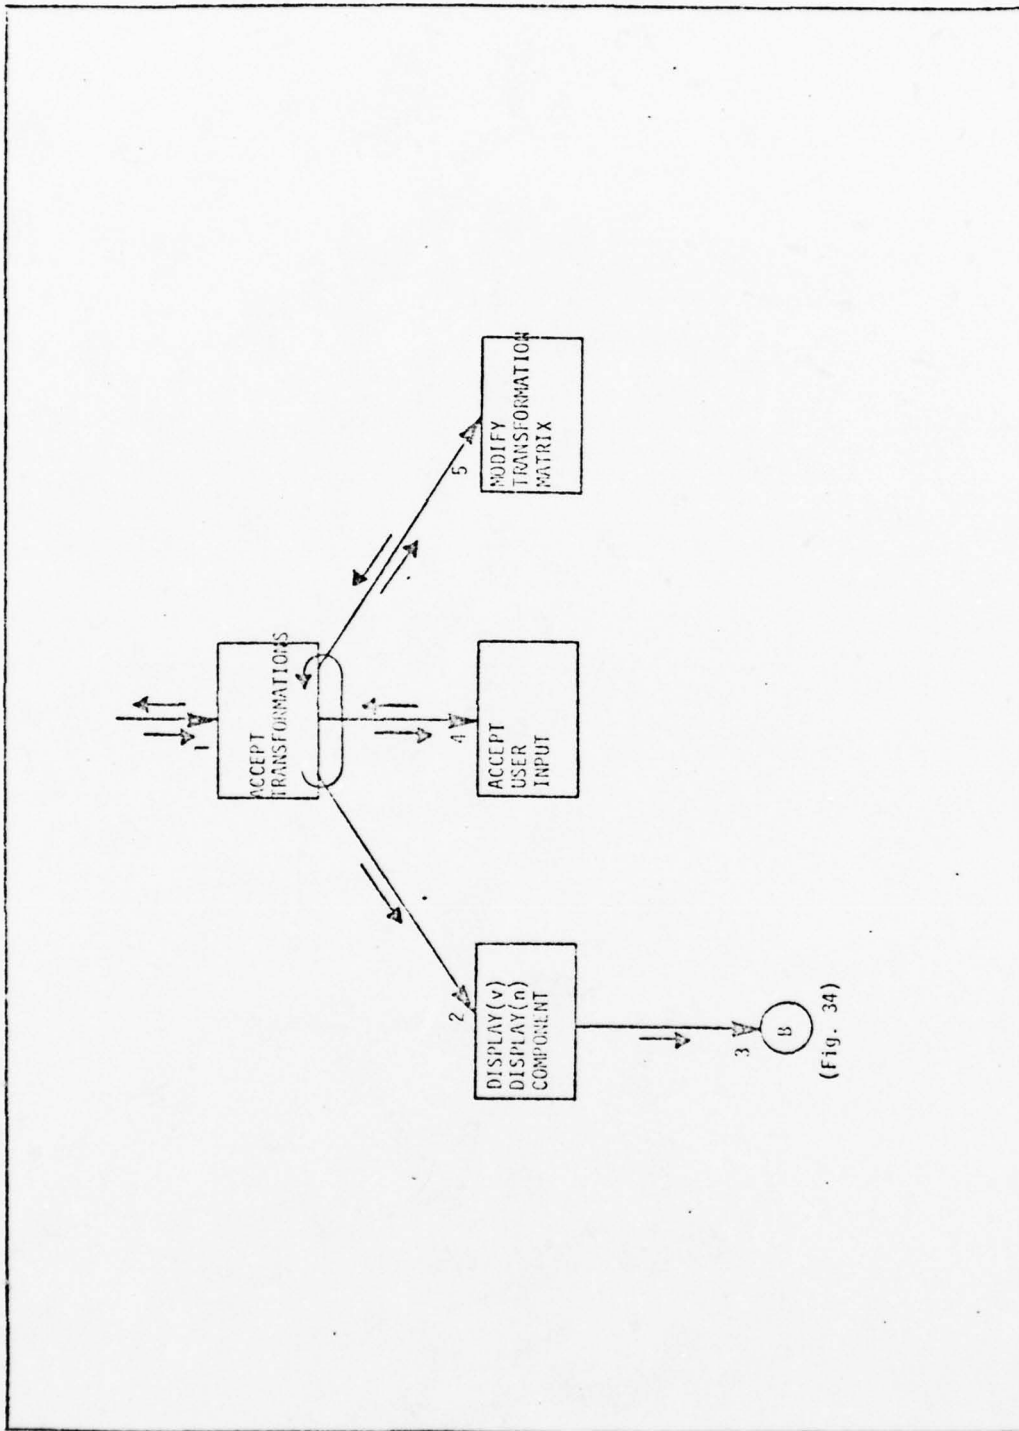 1
ACCEPT
TRANSFORMATIONS
2
DISPLAY(v)
DISPLAY(n)
COMPONENT
3
B
(Fig. 34)
4
ACCEPT
USER
INPUT
5
MODIFY
TRANSFORMATION
MATRIX